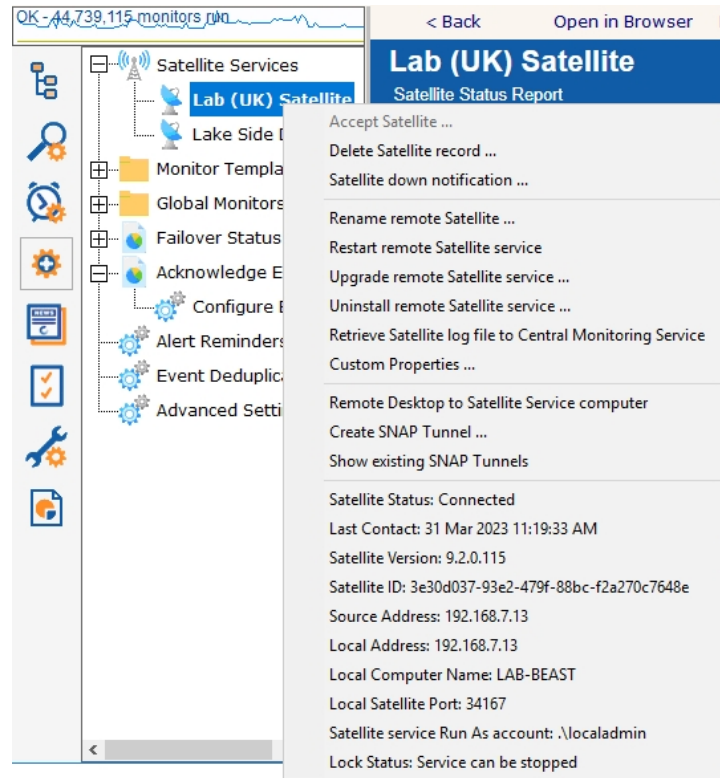 OK - 44,739,115 monitors run
< Back Open in Browser
Lab (UK) Satellite
Satellite Status Report
Satellite Services
Lab (UK) Satellite
Lake Side
Monitor Templa
Global Monitors
Failover Status
Acknowledge E
Configure
Alert Reminders
Event Deduplic
Advanced Setti
NEWS
Accept Satellite ...
Delete Satellite record ...
Satellite down notification ...
Rename remote Satellite ...
Restart remote Satellite service
Upgrade remote Satellite service ...
Uninstall remote Satellite service ...
Retrieve Satellite log file to Central Monitoring Service
Custom Properties ...
Remote Desktop to Satellite Service computer
Create SNAP Tunnel ...
Show existing SNAP Tunnels
Satellite Status: Connected
Last Contact: 31 Mar 2023 11:19:33 AM
Satellite Version: 9.2.0.115
Satellite ID: 3e30d037-93e2-479f-88bc-f2a270c7648e
Source Address: 192.168.7.13
Local Address: 192.168.7.13
Local Computer Name: LAB-BEAST
Local Satellite Port: 34167
Satellite service Run As account: .\localadmin
Lock Status: Service can be stopped